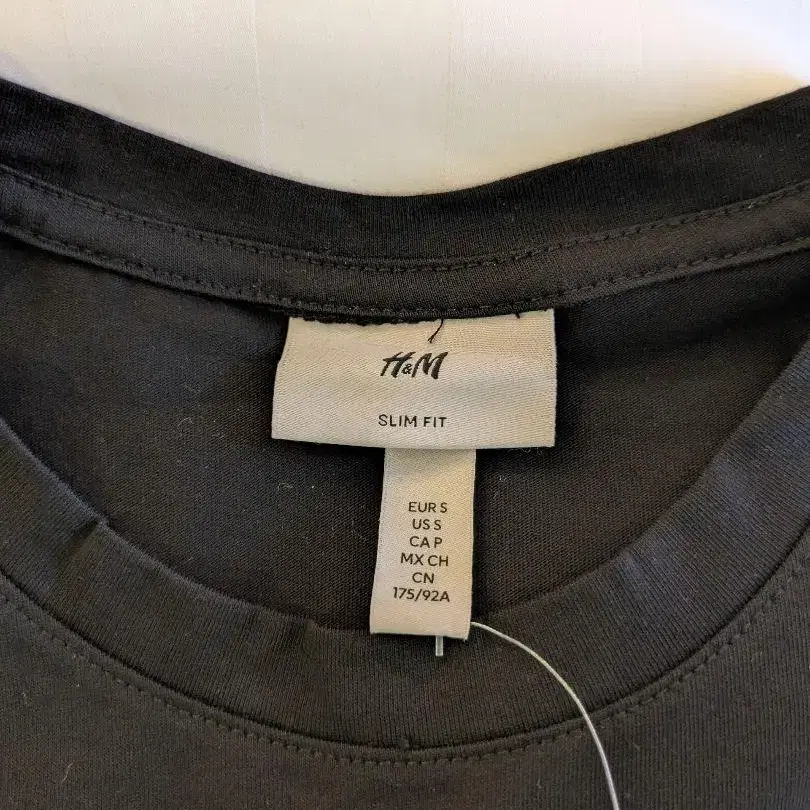 H&M
SLIM FIT
EUR S
US S
CA P
MX CH
CN
175/92A